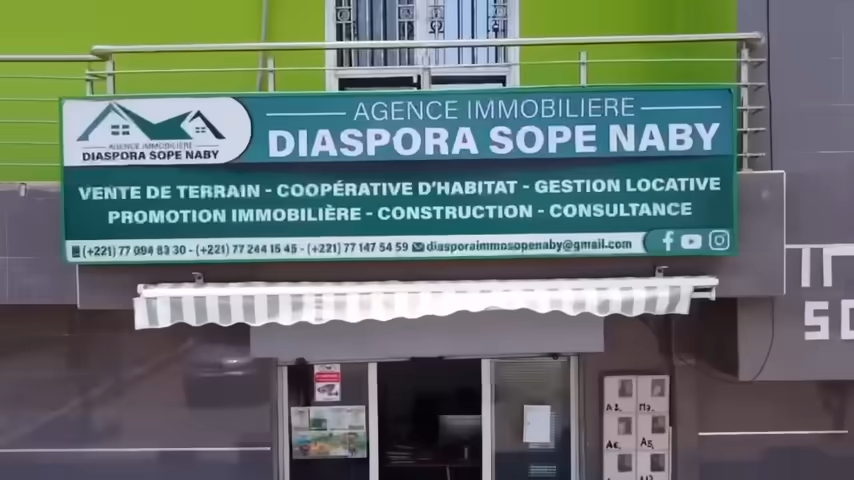 AGENCE IMMOBILIERE
DIASPORA SOPE NABY
AGENCE IMMOBILIERE
DIASPORA SOPE NABY
VENTE DE TERRAIN - COOPÉRATIVE D'HABITAT - GESTION LOCATIVE
PROMOTION IMMOBILIÈRE - CONSTRUCTION - CONSULTANCE
(+221) 77 094 83 30 - (+221) 77 244 15 45 - (+221) 77 147 54 59 diasporaimmosopenaby@gmail.com
SO